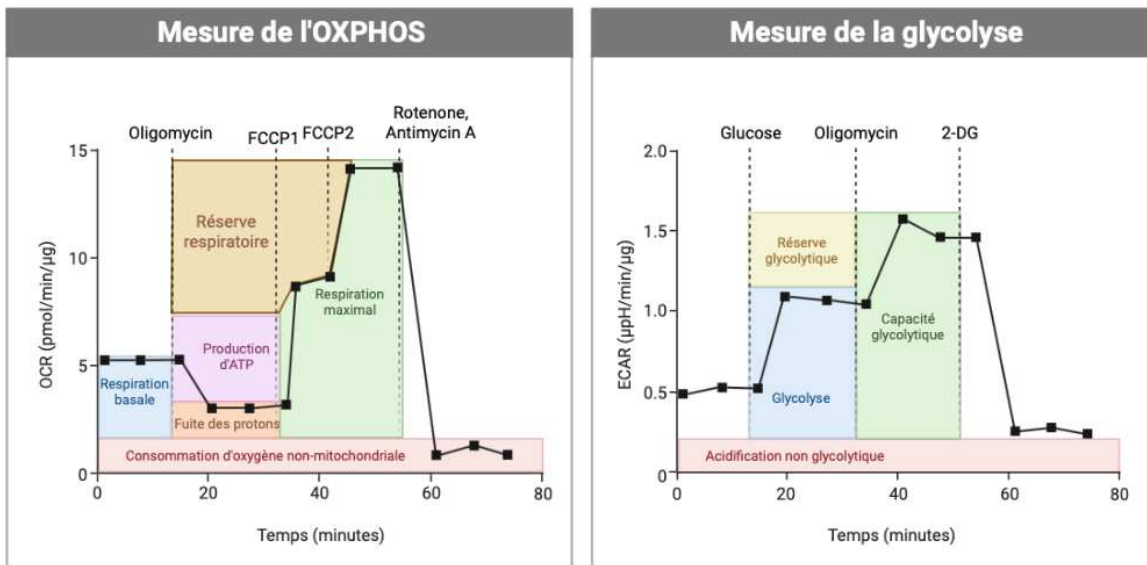 Mesure de l'OXPHOS
Oligomycin
FCCP1
FCCP2
Rotenone,
Antimycin A
15
10
5
0
OCR (pmol/min/µg)
Réserve
respiratoire
Production
d'ATP
Respiration
basale
Fuite des protons
Respiration
maximal
Consommation d'oxygène non-mitochondriale
0
20
40
60
80
Temps (minutes)
Mesure de la glycolyse
Glucose
Oligomycin
2-DG
2.0
1.5
1.0
0.5
0
ECAR (µpH/min/µg)
Réserve
glycolytique
Glycolyse
Capacité
glycolytique
Acidification non glycolytique
0
20
40
60
80
Temps (minutes)